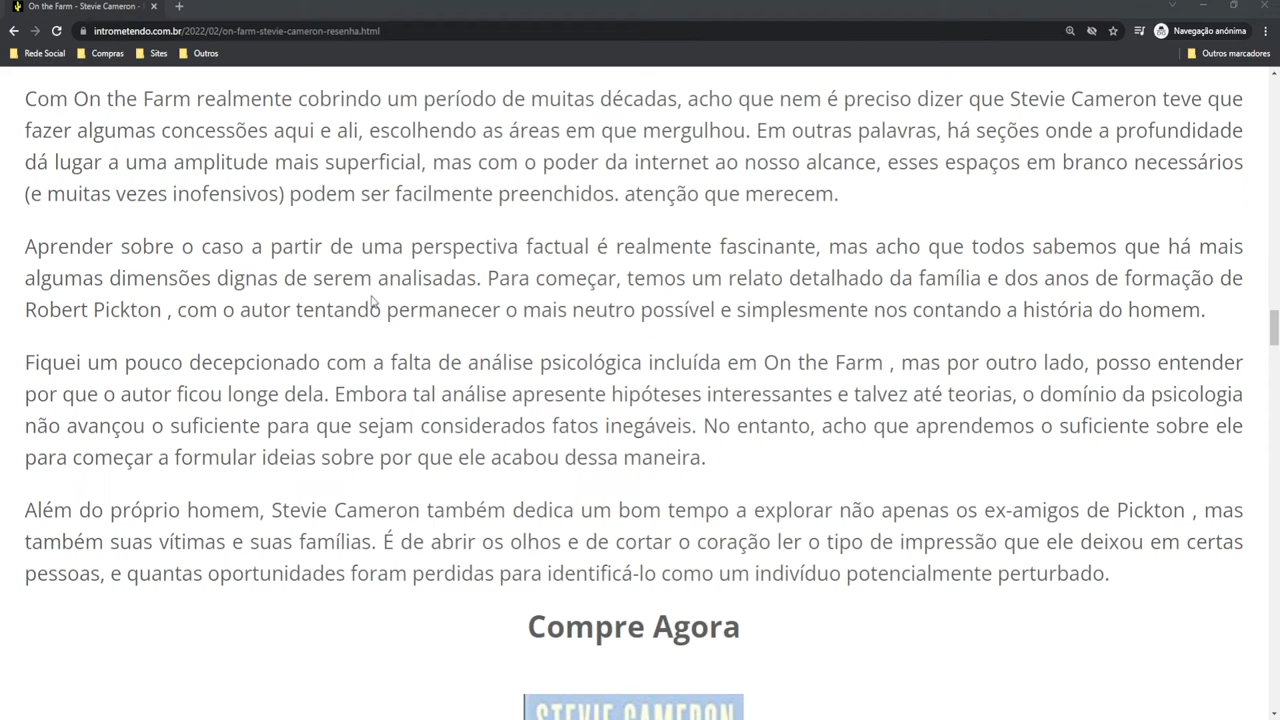 On the Farm - Stevie Cameron -
intrometendo.com.br/2022/02/on-farm-stevie-cameron-resenha.html
Navegação anónima
Rede Social
Compras
Sites
Outros
Outros marcadores
Com On the Farm realmente cobrindo um período de muitas décadas, acho que nem é preciso dizer que Stevie Cameron teve que
fazer algumas concessões aqui e ali, escolhendo as áreas em que mergulhou. Em outras palavras, há seções onde a profundidade
dá lugar a uma amplitude mais superficial, mas com o poder da internet ao nosso alcance, esses espaços em branco necessários
(e muitas vezes inofensivos) podem ser facilmente preenchidos. atenção que merecem.
Aprender sobre o caso a partir de uma perspectiva factual é realmente fascinante, mas acho que todos sabemos que há mais
algumas dimensões dignas de serem analisadas. Para começar, temos um relato detalhado da família e dos anos de formação de
Robert Pickton , com o autor tentando permanecer o mais neutro possível e simplesmente nos contando a história do homem.
Fiquei um pouco decepcionado com a falta de análise psicológica incluída em On the Farm , mas por outro lado, posso entender
por que o autor ficou longe dela. Embora tal análise apresente hipóteses interessantes e talvez até teorias, o domínio da psicologia
não avançou o suficiente para que sejam considerados fatos inegáveis. No entanto, acho que aprendemos o suficiente sobre ele
para começar a formular ideias sobre por que ele acabou dessa maneira.
Além do próprio homem, Stevie Cameron também dedica um bom tempo a explorar não apenas os ex-amigos de Pickton , mas
também suas vítimas e suas famílias. É de abrir os olhos e de cortar o coração ler o tipo de impressão que ele deixou em certas
pessoas, e quantas oportunidades foram perdidas para identificá-lo como um indivíduo potencialmente perturbado.
Compre Agora
STEVIE CAMERON